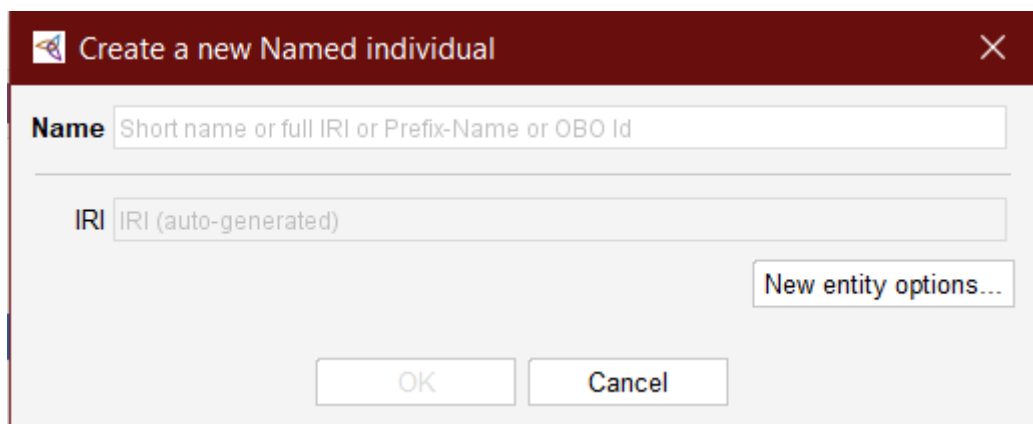 Create a new Named individual
Name Short name or full IRI or Prefix-Name or OBO Id
IRI IRI (auto-generated)
New entity options...
OK Cancel